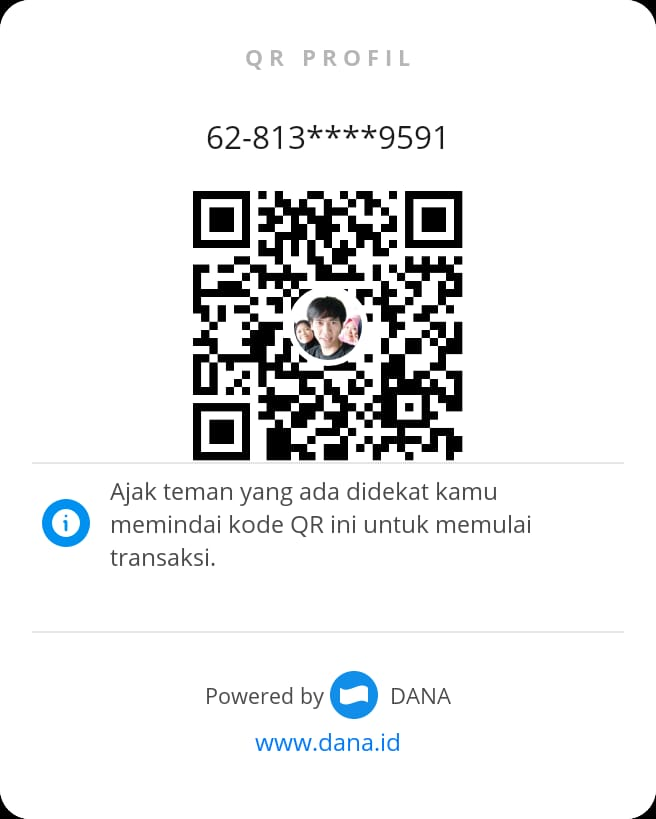 QR PROFIL
62-813****9591
Ajak teman yang ada didekat kamu
memindai kode QR ini untuk memulai
transaksi.
Powered by DANA
www.dana.id